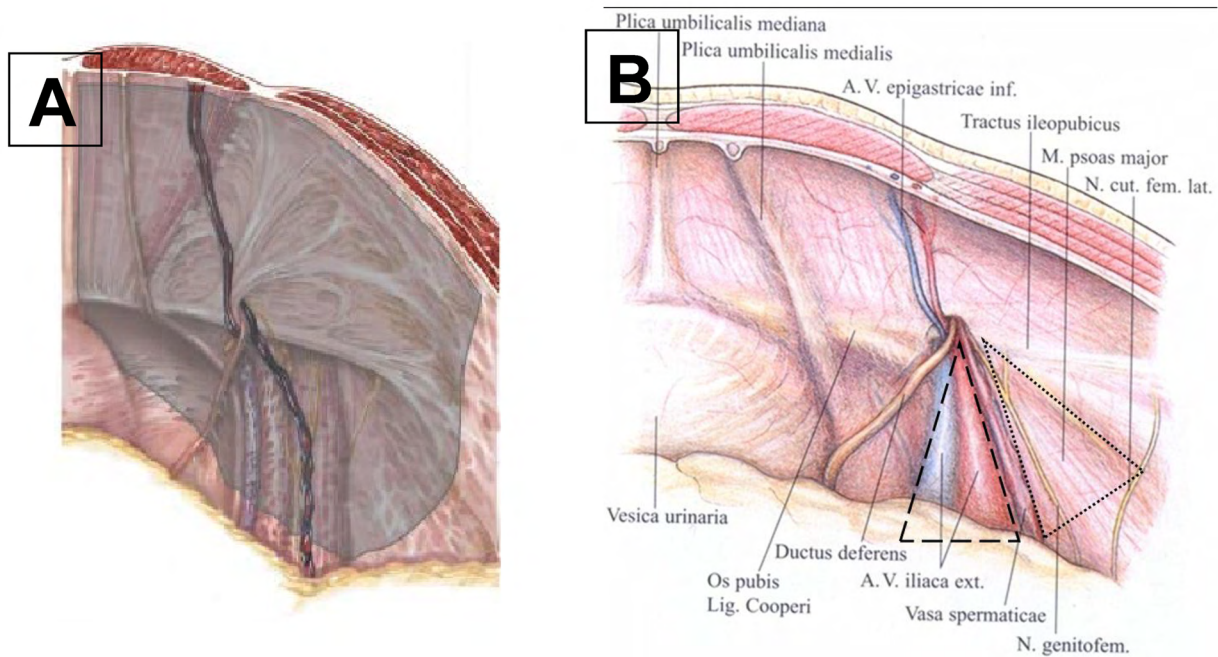 A
B
Plica umbilicalis mediana
Plica umbilicalis medialis
A. V. epigastricae inf.
Tractus ileopubicus
M. psoas major
N. cut. fem. lat.
Vesica urinaria
Ductus deferens
Os pubis
Lig. Cooperi
A. V. iliaca ext.
Vasa spermaticae
N. genitofem.